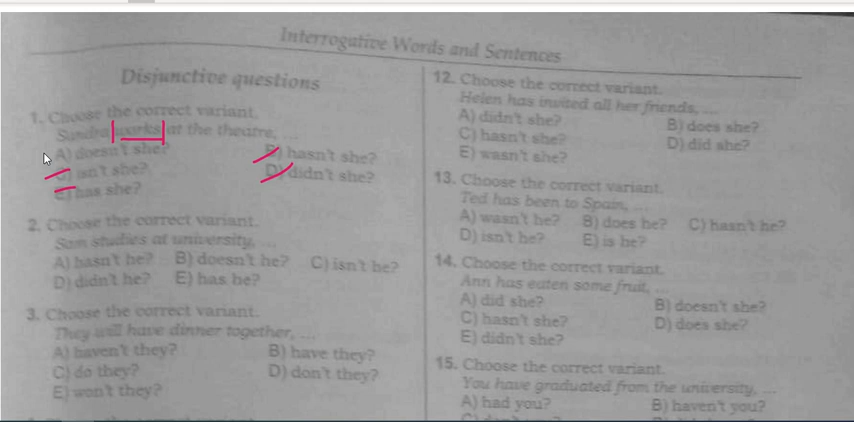 Interrogative Words and Sentences
Disjunctive questions
1. Choose the correct variant.
Sandra works at the theatre, ...
A) doesn't she? B) hasn't she?
C) isn't she? D) didn't she?
E) has she?
2. Choose the correct variant.
Sam studies at university, ...
A) hasn't he? B) doesn't he? C) isn't he?
D) didn't he? E) has he?
3. Choose the correct variant.
They will have dinner together, ...
A) haven't they? B) have they?
C) do they? D) don't they?
E) won't they?
12. Choose the correct variant.
Helen has invited all her friends, ...
A) didn't she? B) does she?
C) hasn't she? D) did she?
E) wasn't she?
13. Choose the correct variant.
Ted has been to Spain, ...
A) wasn't he? B) does he? C) hasn't he?
D) isn't he? E) is he?
14. Choose the correct variant.
Ann has eaten some fruit, ...
A) did she? B) doesn't she?
C) hasn't she? D) does she?
E) didn't she?
15. Choose the correct variant.
You have graduated from the university, ...
A) had you? B) haven't you?